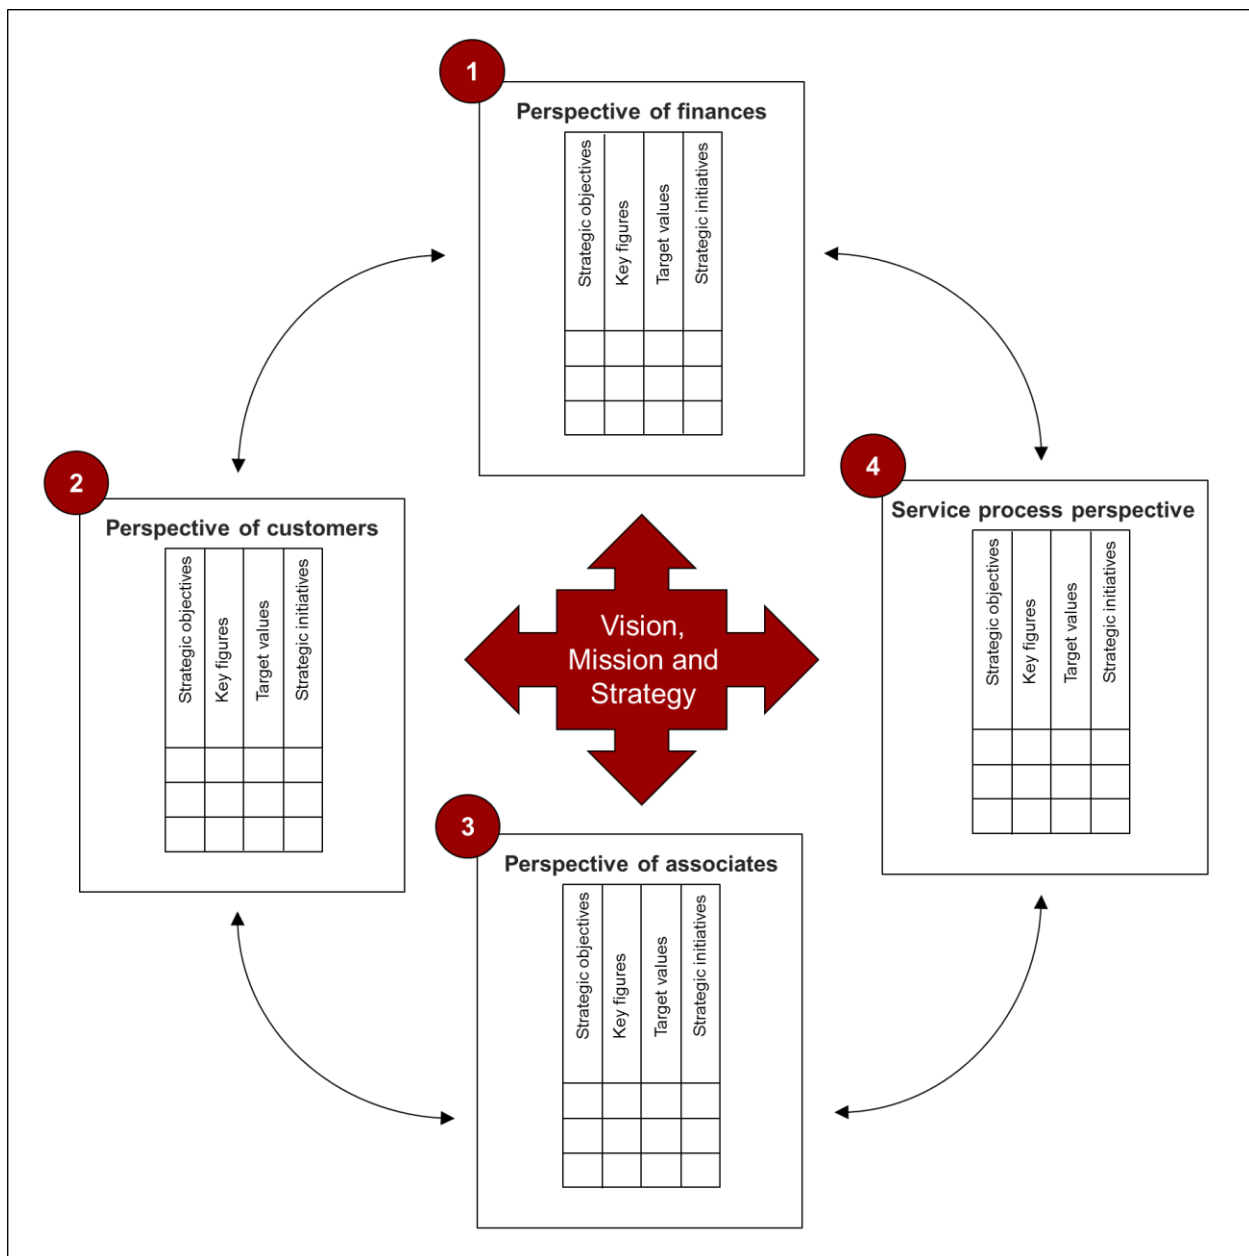 1
Perspective of finances
Strategic objectives
Key figures
Target values
Strategic initiatives
2
Perspective of customers
Strategic objectives
Key figures
Target values
Strategic initiatives
Vision,
Mission and
Strategy
4
Service process perspective
Strategic objectives
Key figures
Target values
Strategic initiatives
3
Perspective of associates
Strategic objectives
Key figures
Target values
Strategic initiatives